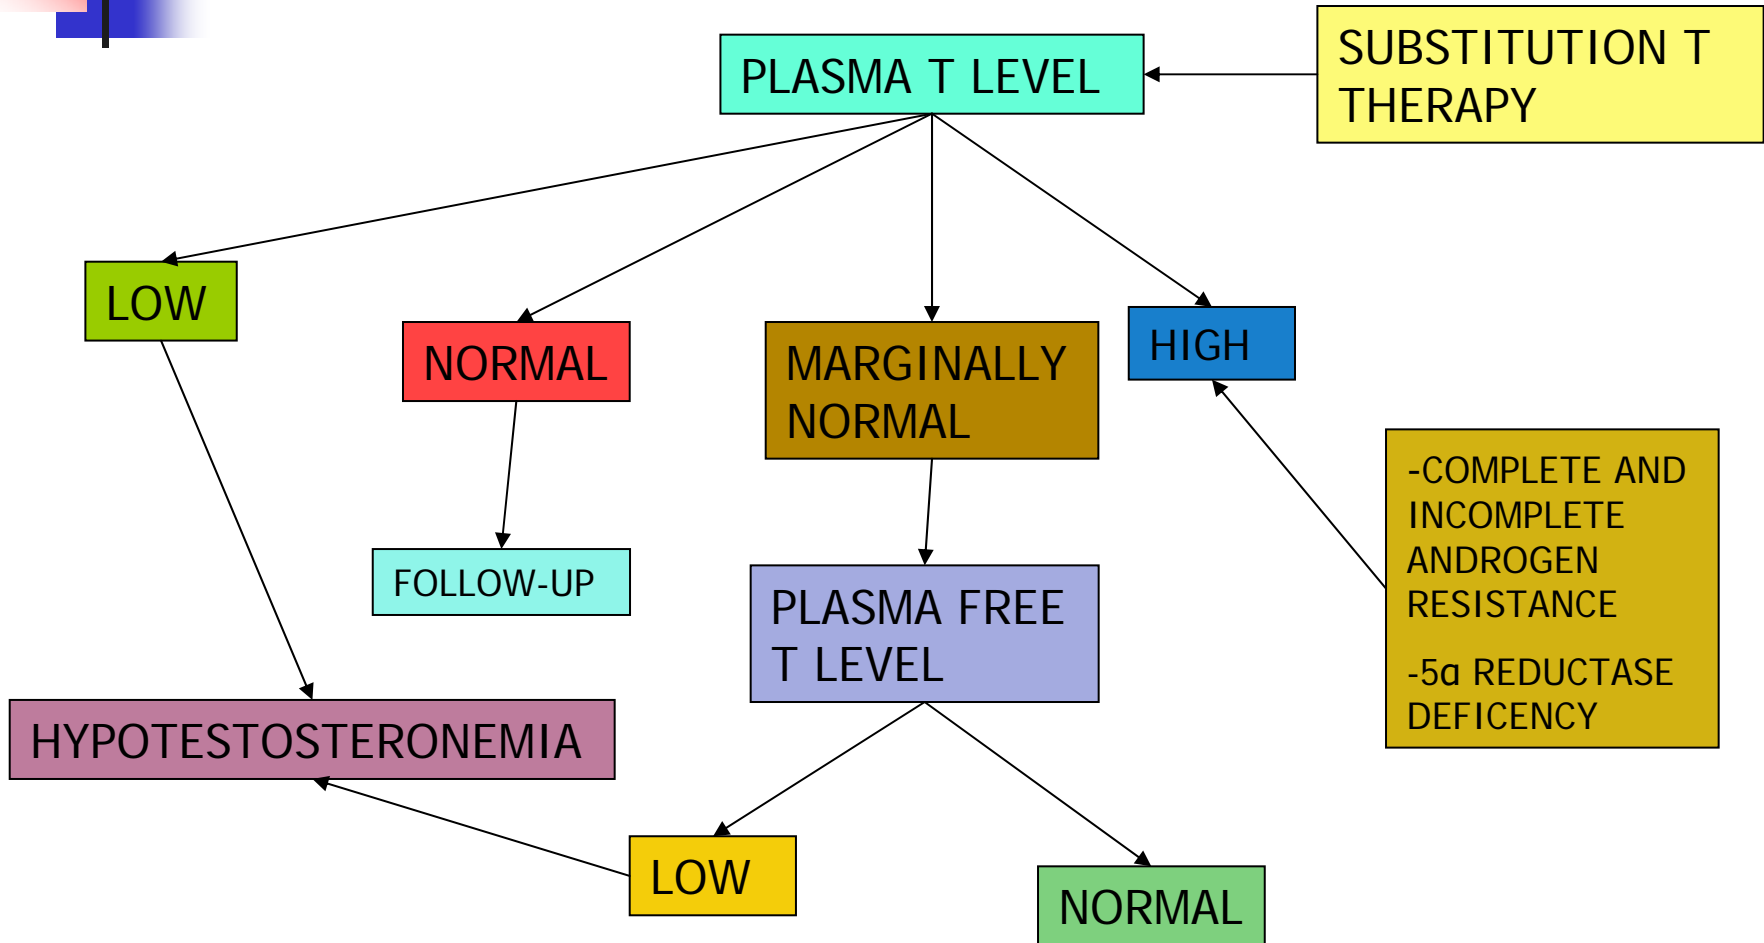 PLASMA T LEVEL
SUBSTITUTION T
THERAPY
LOW
NORMAL
MARGINALLY
NORMAL
HIGH
-COMPLETE AND
INCOMPLETE
ANDROGEN
RESISTANCE
-5α REDUCTASE
DEFICENCY
FOLLOW-UP
PLASMA FREE
T LEVEL
HYPOTESTOSTERONEMIA
LOW
NORMAL